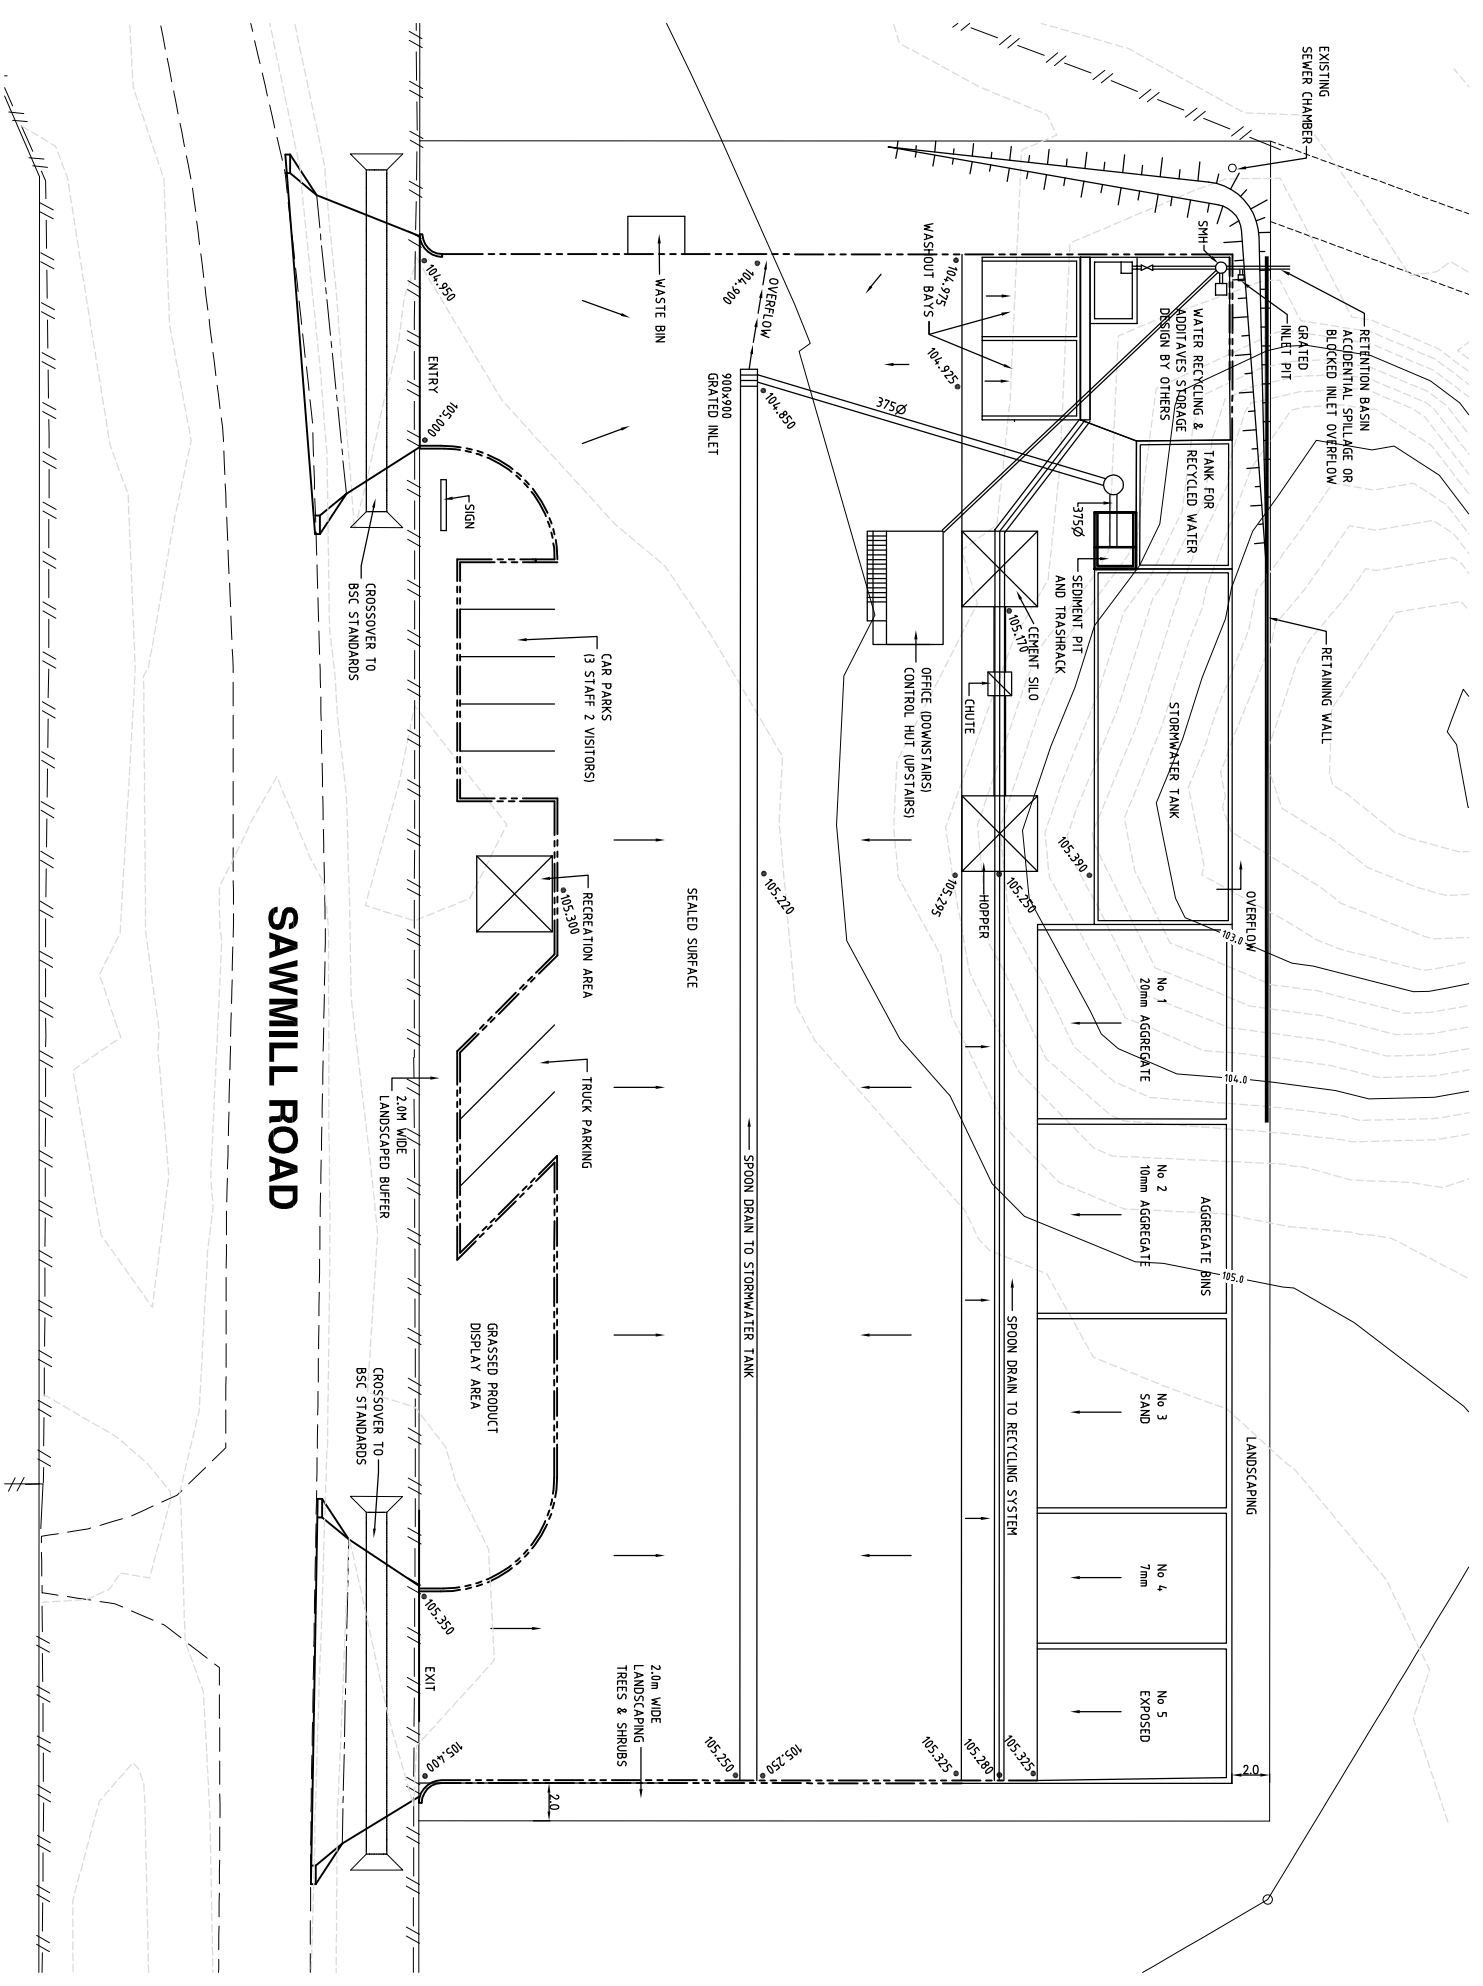 EXISTING
SEWER CHAMBER
SMH
RETENTION BASIN
ACCIDENTAL SPILLAGE OR
BLOCKED INLET OVERFLOW
GRATED
INLET PIT
WATER RECYCLING &
ADDITAVES STORAGE
DESIGN BY OTHERS
WASHOUT BAYS
104.975
104.925
TANK FOR
RECYCLED WATER
RETAINING WALL
STORMWATER TANK
OVERFLOW
103.0
104.0
105.0
LANDSCAPING
2.0
AGGREGATE BINS
No 1
20mm AGGREGATE
No 2
10mm AGGREGATE
No 3
SAND
No 4
7mm
No 5
EXPOSED
375Ø
375Ø
SEDIMENT PIT
AND TRASHRACK
CEMENT SILO
105.170
CHUTE
OFFICE (DOWNSTAIRS)
CONTROL HUT (UPSTAIRS)
105.390
105.250
105.295
HOPPER
SPOON DRAIN TO RECYCLING SYSTEM
105.325
105.280
105.325
OVERFLOW
104.900
104.850
900x900
GRATED INLET
105.220
SPOON DRAIN TO STORMWATER TANK
105.250
105.250
SEALED SURFACE
WASTE BIN
2.0m WIDE
LANDSCAPING
TREES & SHRUBS
CAR PARKS
(3 STAFF 2 VISITORS)
RECREATION AREA
105.300
TRUCK PARKING
2.0
SIGN
GRASSED PRODUCT
DISPLAY AREA
104.950
ENTRY
105.000
105.350
EXIT
105.400
CROSSOVER TO
BSC STANDARDS
2.0M WIDE
LANDSCAPED BUFFER
CROSSOVER TO
BSC STANDARDS
SAWMILL ROAD